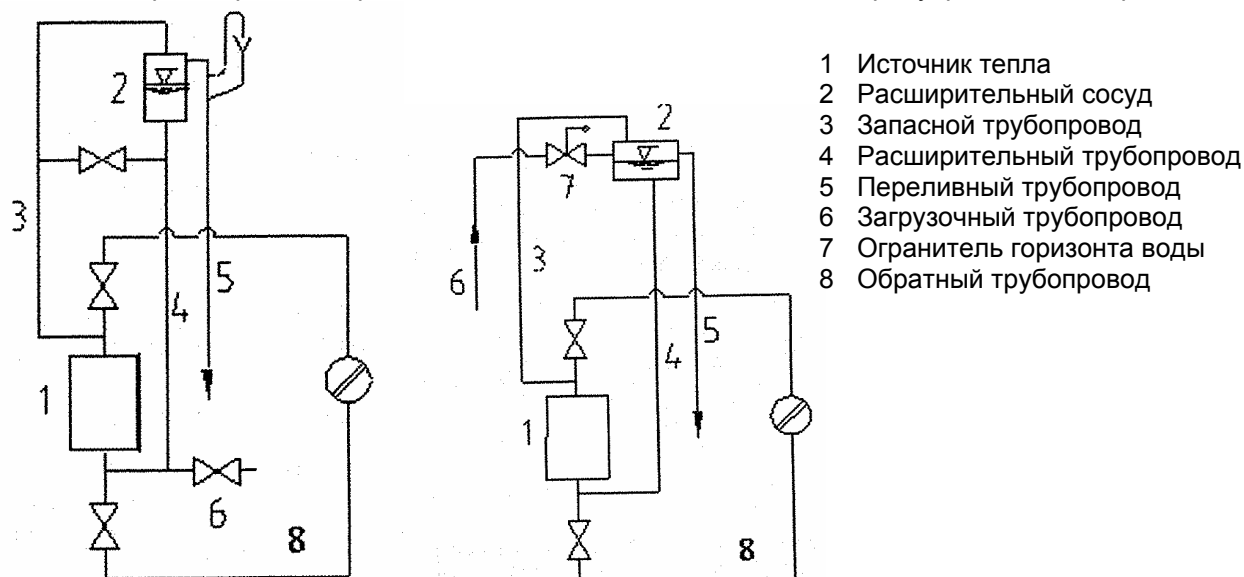 2
3
4
5
1
6
8
2
7
6
3
4
5
1
8
1 Источник тепла
2 Расширительный сосуд
3 Запасной трубопровод
4 Расширительный трубопровод
5 Переливный трубопровод
6 Загрузочный трубопровод
7 Огранитель горизонта воды
8 Обратный трубопровод